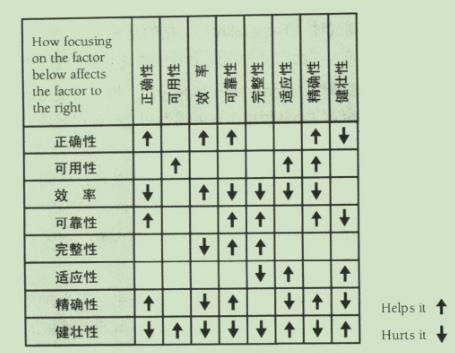 How focusing
on the factor
below affects
the factor to
the right
正确性
可用性
效 率
可靠性
完整性
适应性
精确性
健壮性
正确性 ↑ ↑ ↑ ↑ ↓
可用性 ↑ ↑ ↑
效 率 ↓ ↑ ↓ ↓ ↓ ↓
可靠性 ↑ ↑ ↑ ↑ ↓
完整性 ↓ ↑ ↑
适应性 ↓ ↑ ↑
精确性 ↑ ↓ ↑ ↓ ↑ ↓
健壮性 ↓ ↑ ↓ ↓ ↓ ↑ ↓ ↑
Helps it ↑
Hurts it ↓